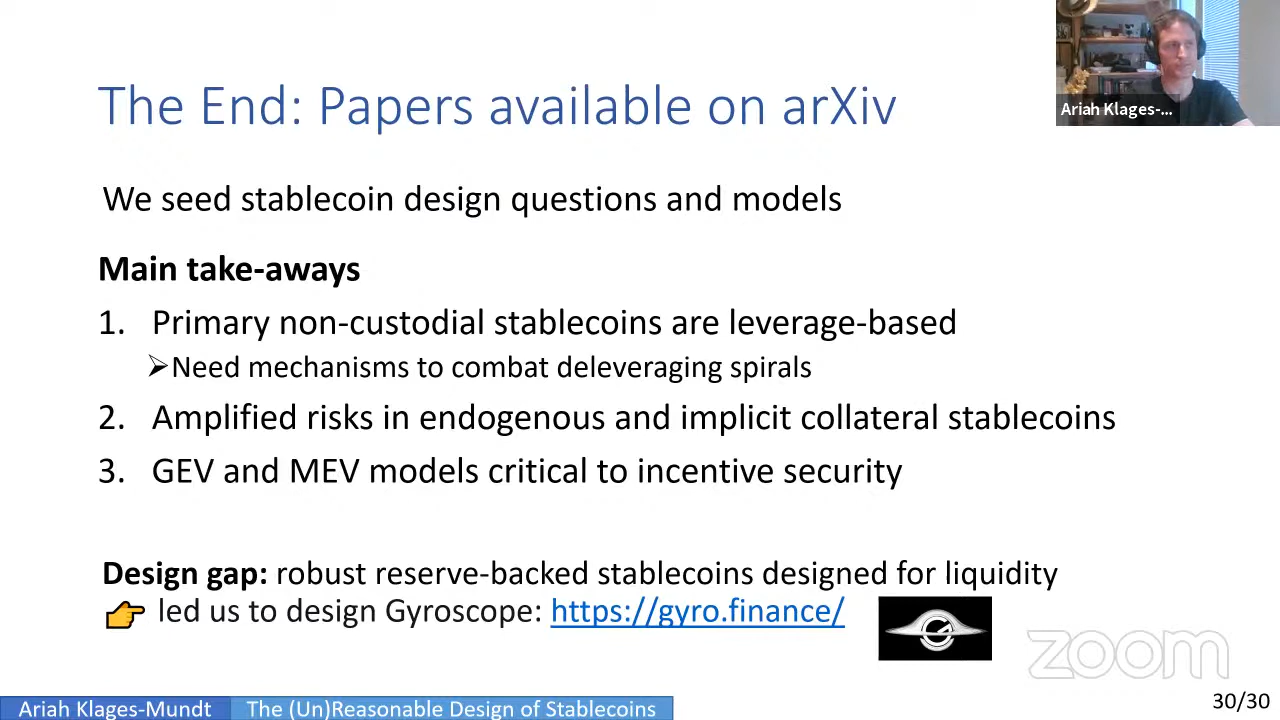 The End: Papers available on arXiv
Ariah Klages-...
We seed stablecoin design questions and models
Main take-aways
1. Primary non-custodial stablecoins are leverage-based
➢Need mechanisms to combat deleveraging spirals
2. Amplified risks in endogenous and implicit collateral stablecoins
3. GEV and MEV models critical to incentive security
Design gap: robust reserve-backed stablecoins designed for liquidity
👉 led us to design Gyroscope: https://gyro.finance/
zoom
Ariah Klages-Mundt The (Un)Reasonable Design of Stablecoins
30/30